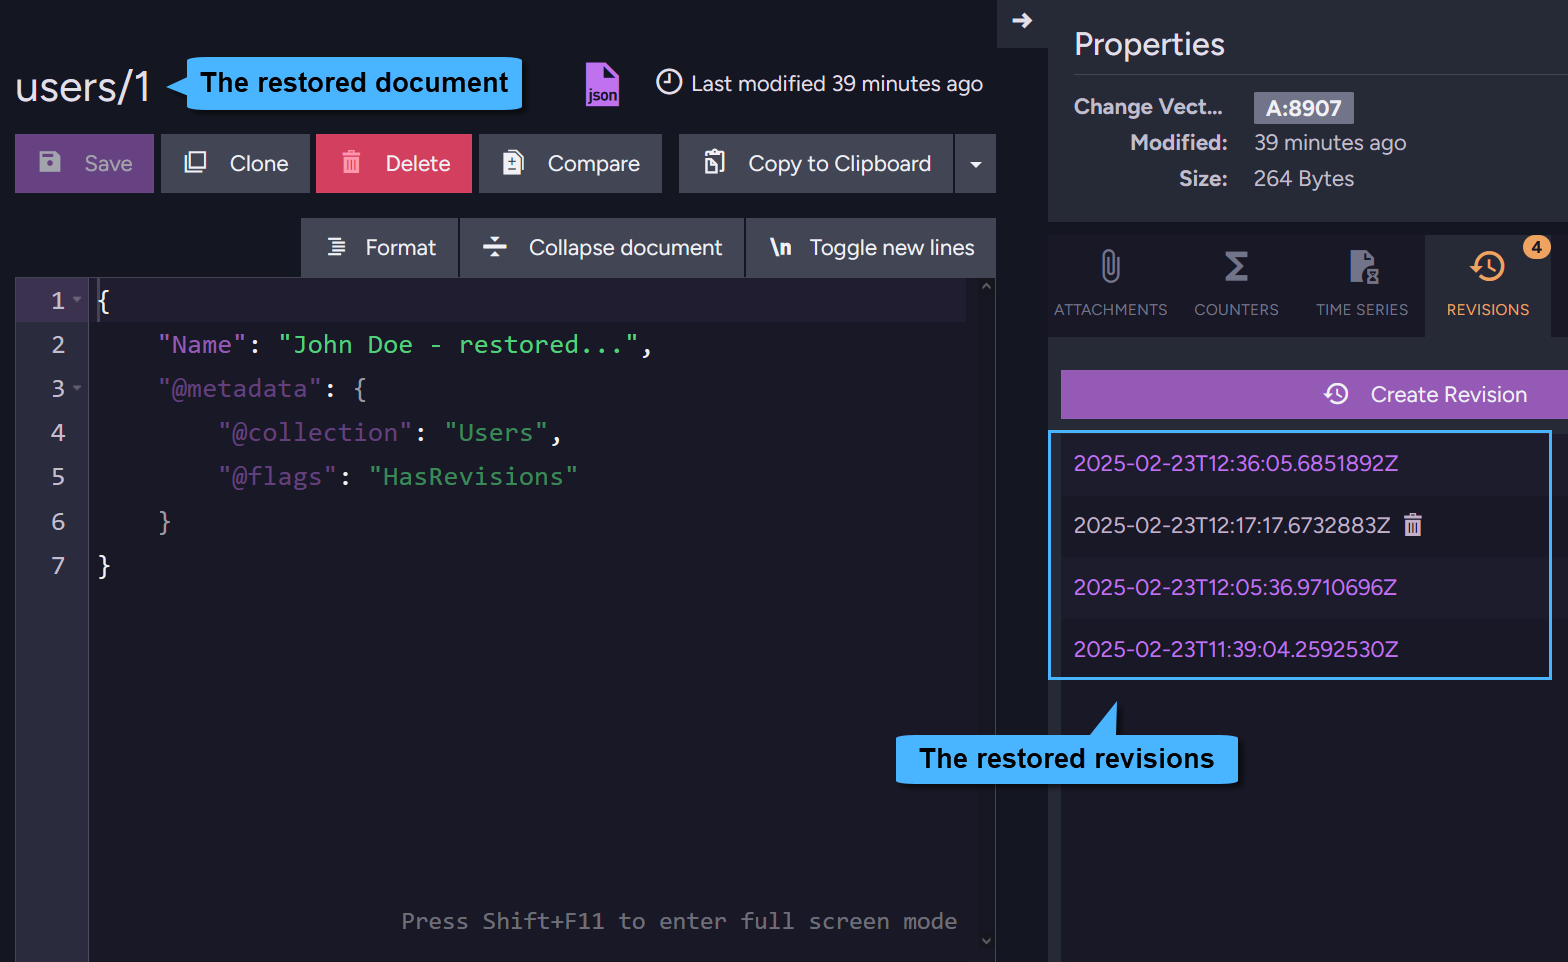 users/1
The restored document
json
Last modified 39 minutes ago
Save
Clone
Delete
Compare
Copy to Clipboard
Format
Collapse document
\n
Toggle new lines
1 {
2 "Name": "John Doe - restored...",
3 "@metadata": {
4 "@collection": "Users",
5 "@flags": "HasRevisions"
6 }
7 }
Press Shift+F11 to enter full screen mode
Properties
Change Vect... A:8907
Modified: 39 minutes ago
Size: 264 Bytes
ATTACHMENTS
COUNTERS
TIME SERIES
4
REVISIONS
Create Revision
2025-02-23T12:36:05.6851892Z
2025-02-23T12:17:17.6732883Z
2025-02-23T12:05:36.9710696Z
2025-02-23T11:39:04.2592530Z
The restored revisions